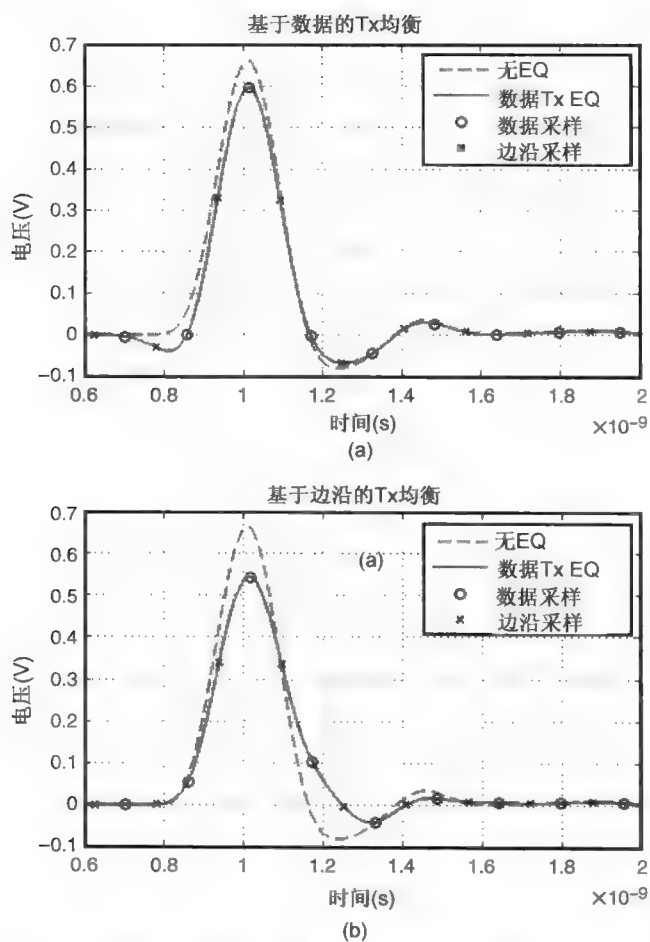 基于数据的Tx均衡
0.7
0.6
0.5
0.4
0.3
0.2
0.1
0
−0.1
电压(V)
无EQ
数据Tx EQ
数据采样
边沿采样
0.6
0.8
1
1.2
1.4
1.6
1.8
2
时间(s)
×10⁻⁹
(a)
基于边沿的Tx均衡
0.7
0.6
0.5
0.4
0.3
0.2
0.1
0
−0.1
电压(V)
(a)
无EQ
数据Tx EQ
数据采样
边沿采样
0.6
0.8
1
1.2
1.4
1.6
1.8
2
时间(s)
×10⁻⁹
(b)